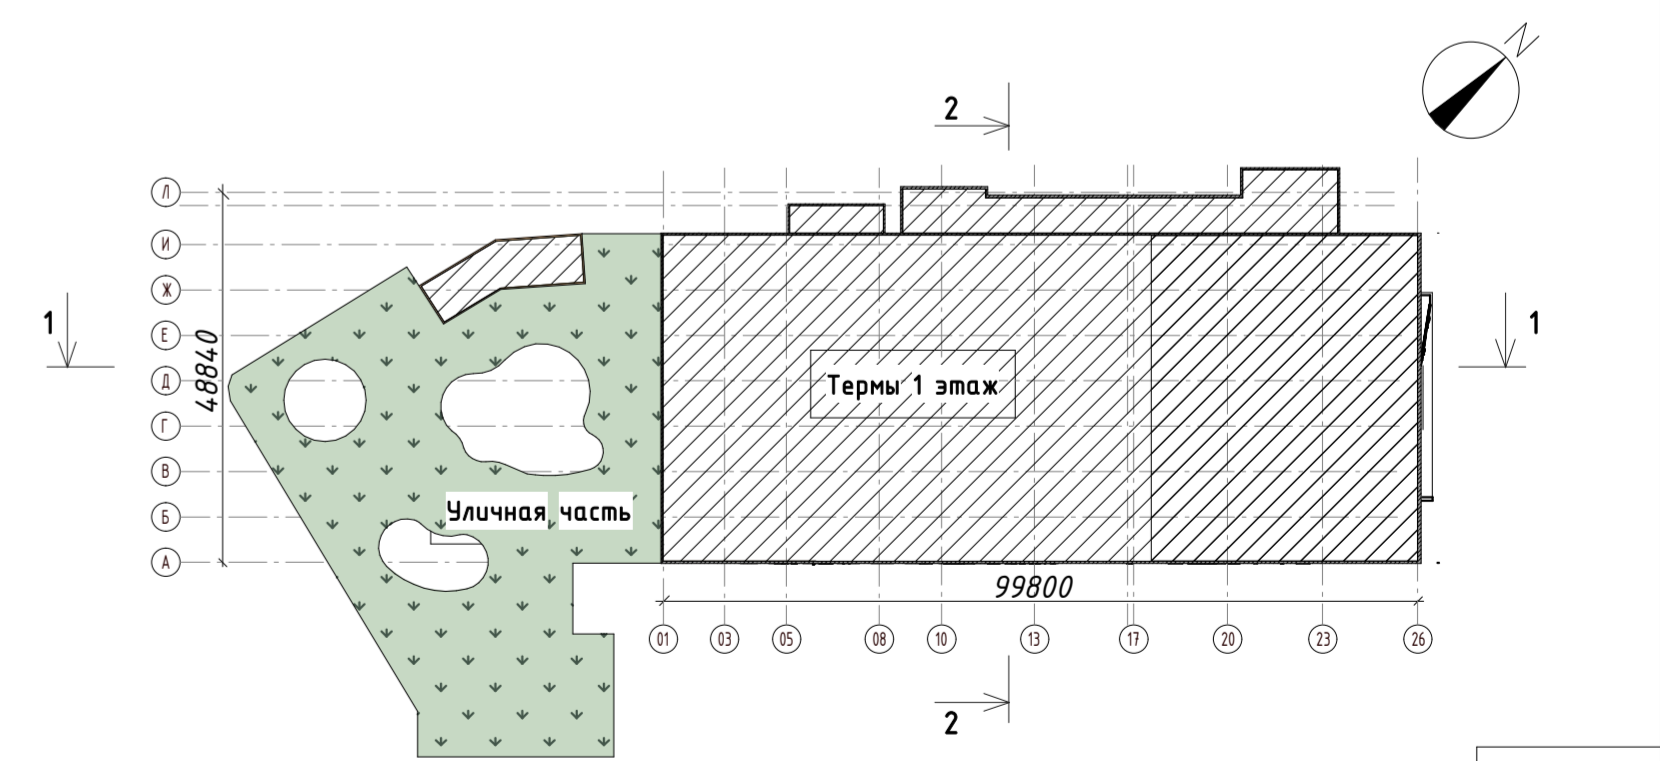 N
2
Л
И
Ж
1
Е
1
48840
Д
Термы 1 этаж
Г
В
Уличная часть
Б
А
99800
01 03 05 08 10 13 17 20 23 26
2